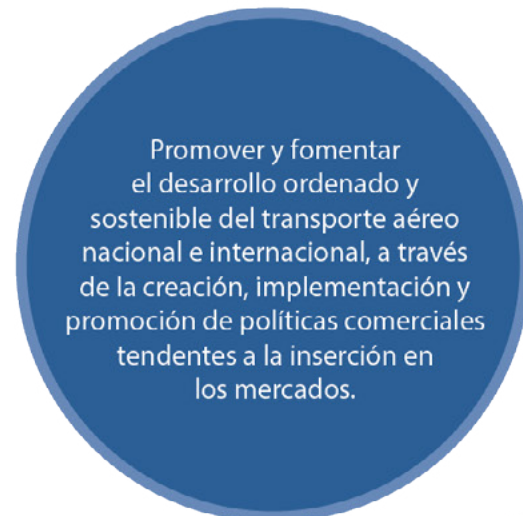 Promover y fomentar
el desarrollo ordenado y
sostenible del transporte aéreo
nacional e internacional, a través
de la creación, implementación y
promoción de políticas comerciales
tendentes a la inserción en
los mercados.